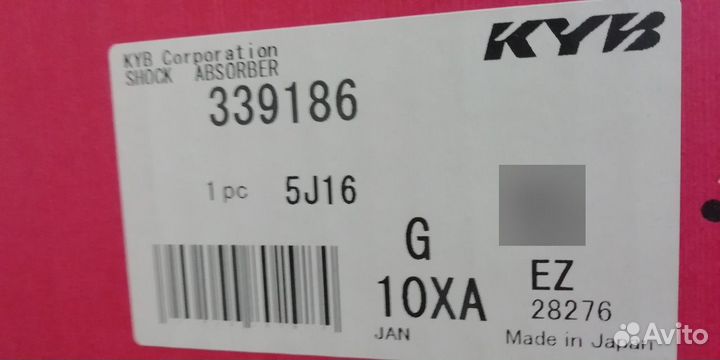 KYB Corporation
KYB
SHOCK ABSORBER
339186
1 pc 5J16
G
EZ
10XA
28276
JAN
Made in Japan
Avito